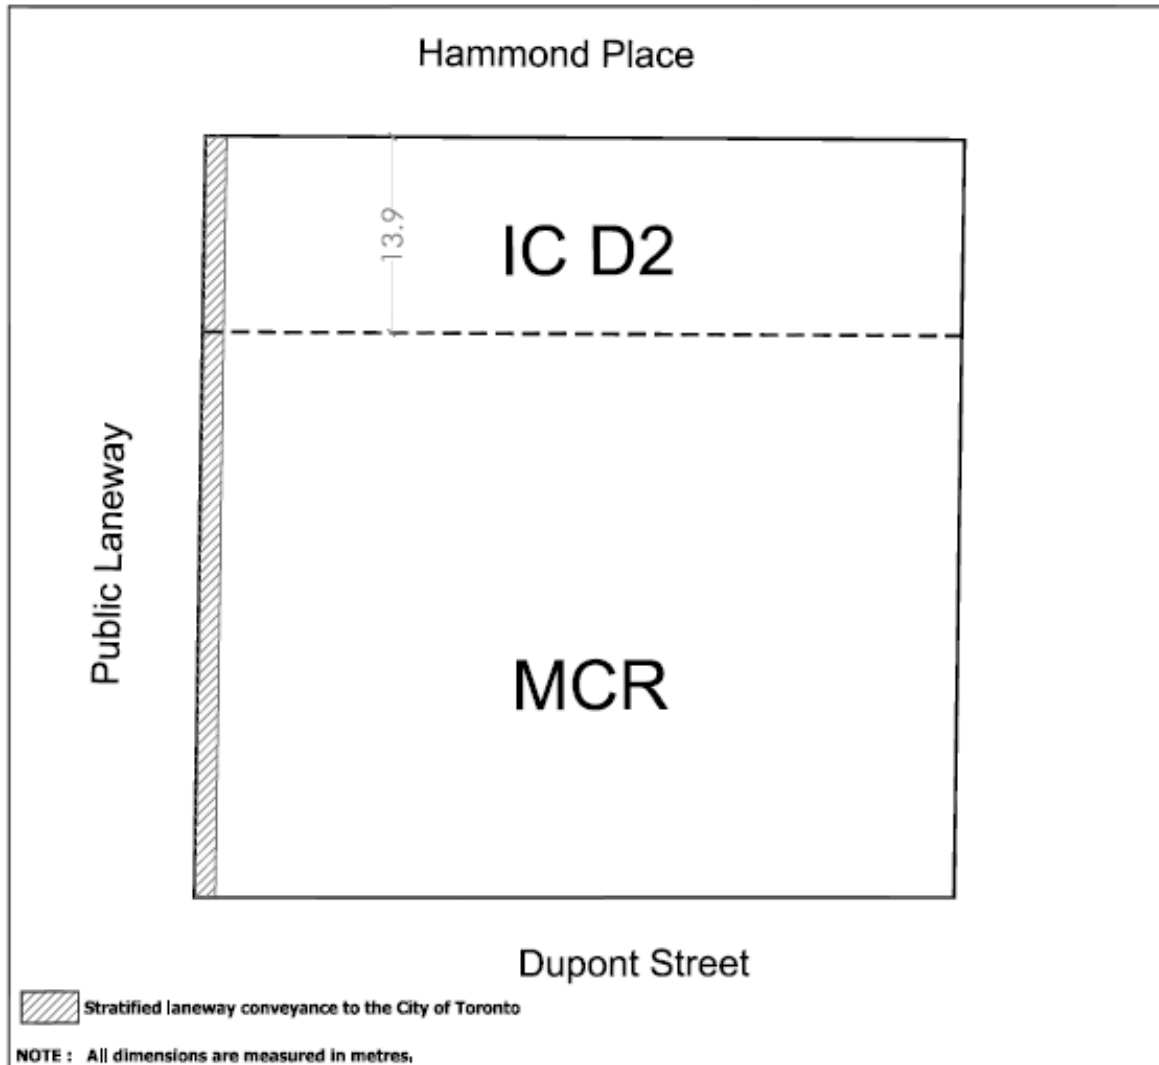 Hammond Place
13.9
IC D2
Public Laneway
MCR
Dupont Street
Stratified laneway conveyance to the City of Toronto
NOTE : All dimensions are measured in metres.